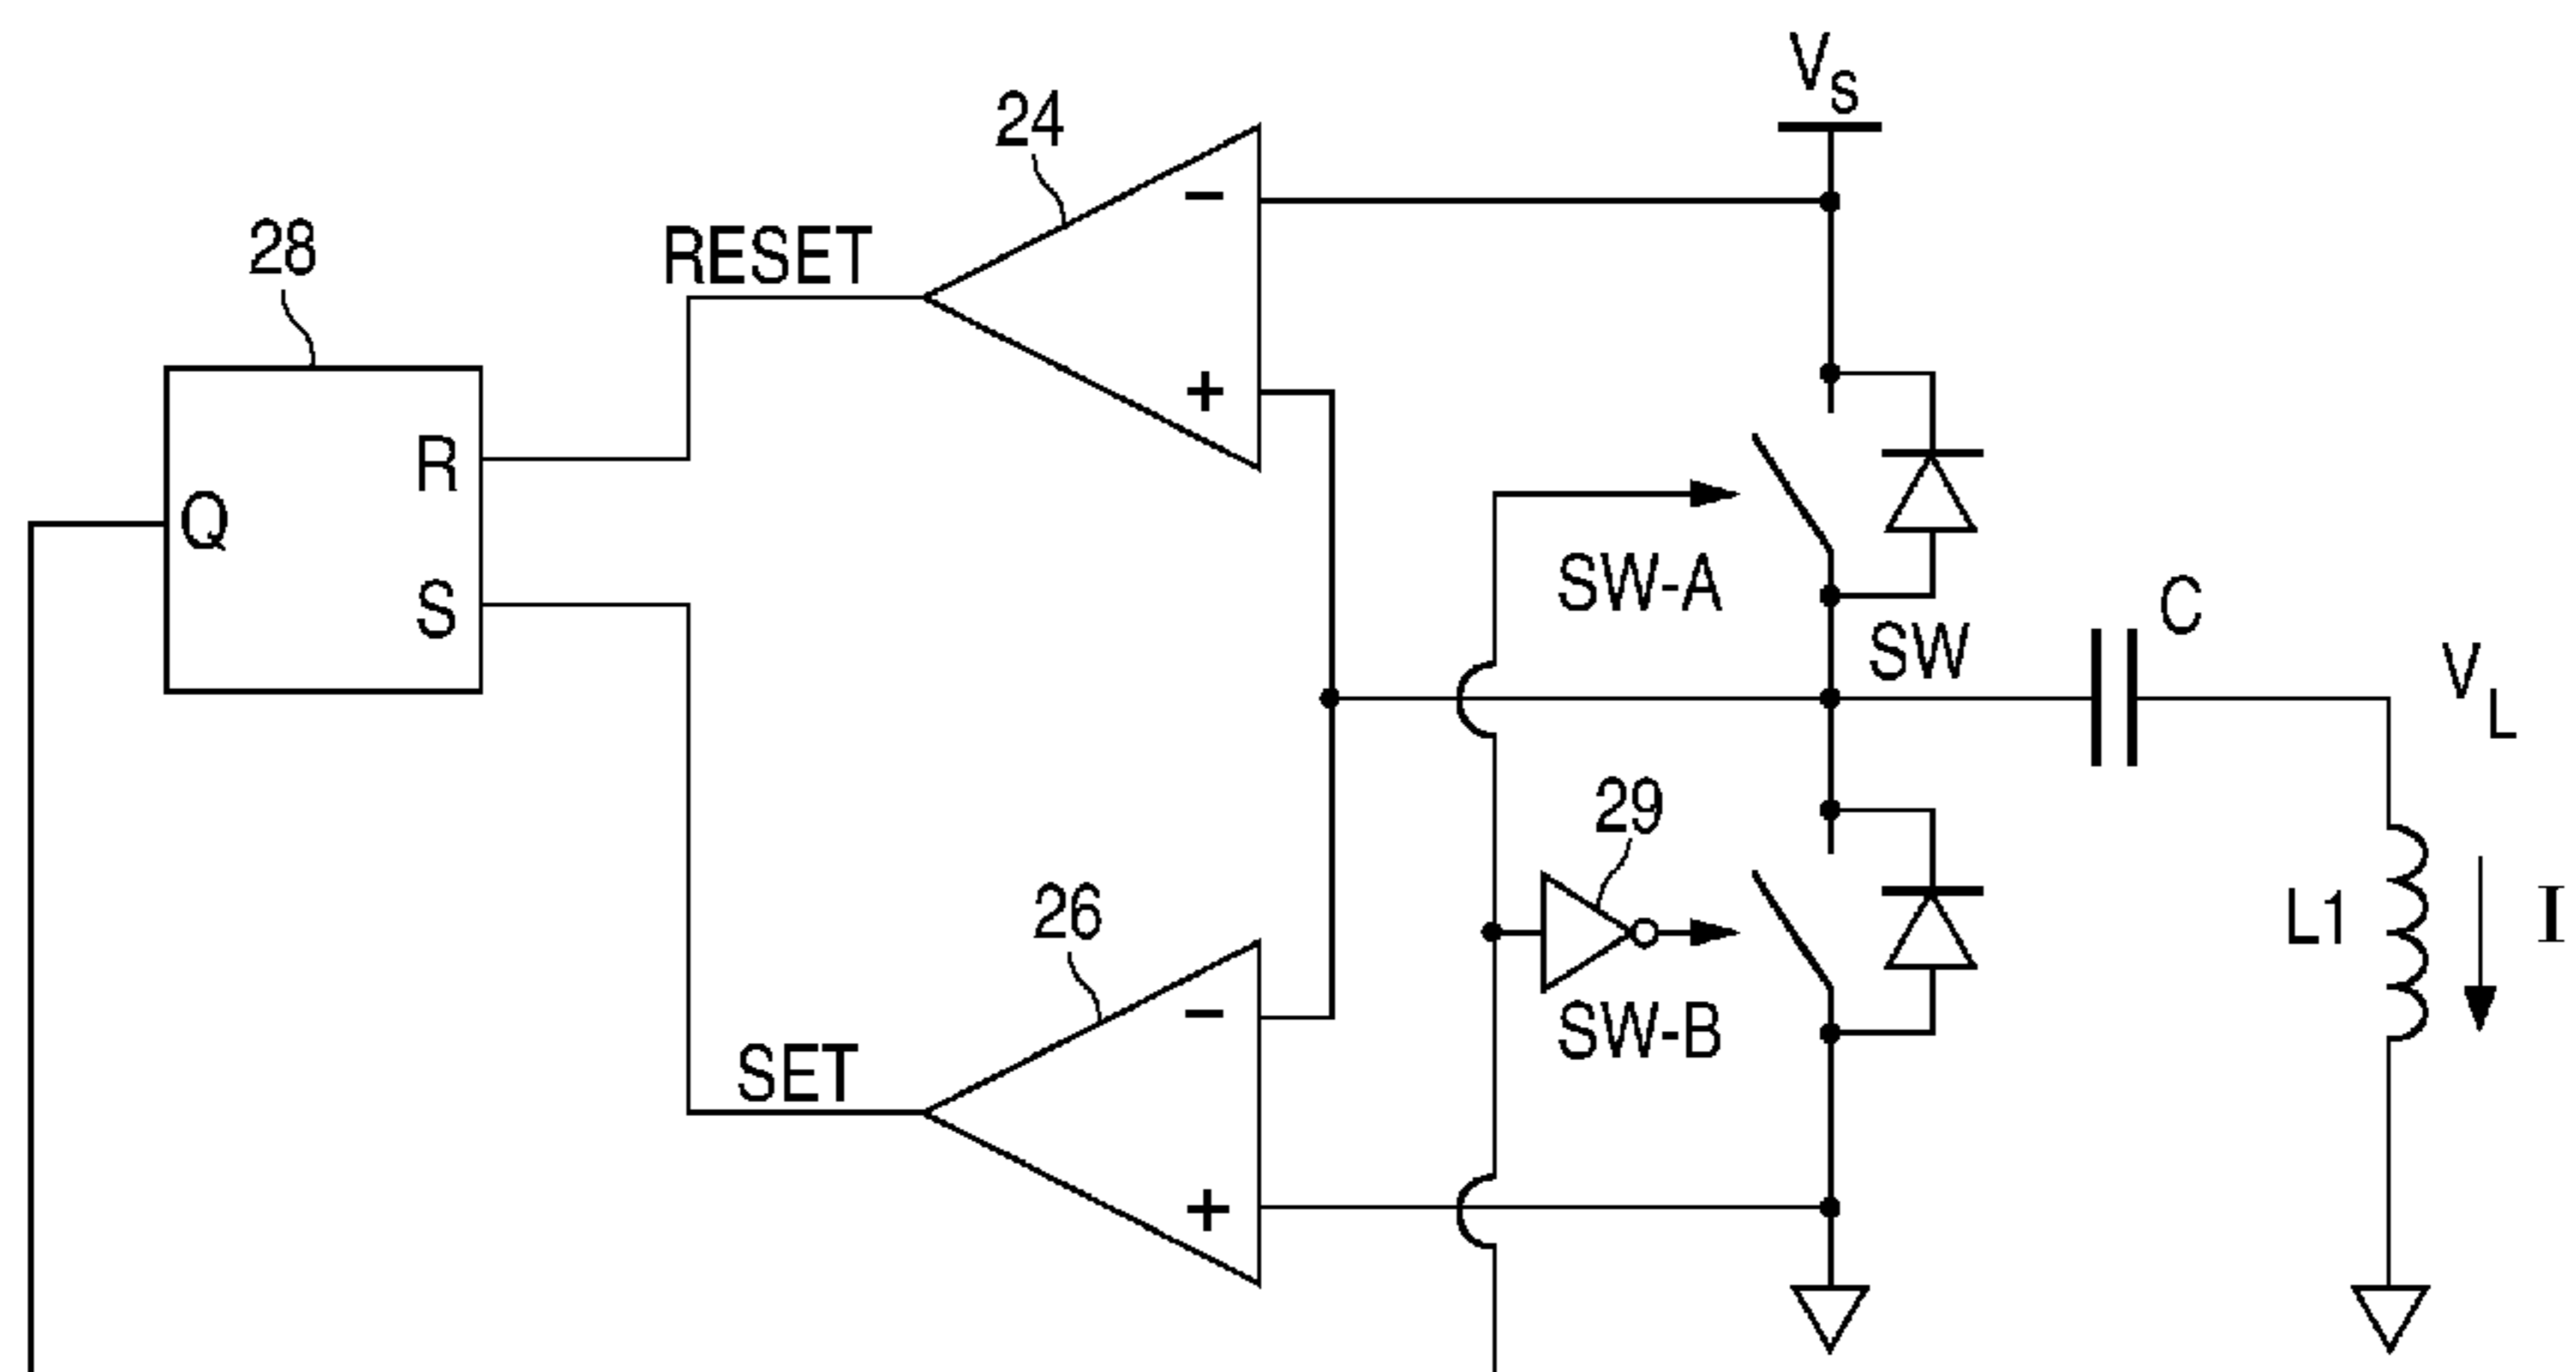 V_S
24
−
28
RESET
+
R
Q
S
SW-A
C
SW
V_L
29
26
L1
I
−
SW-B
SET
+